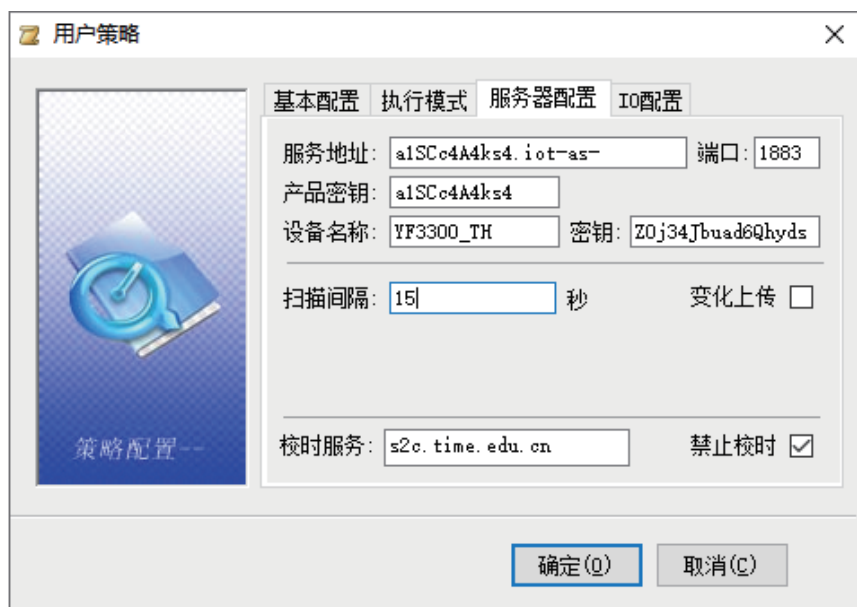 用户策略
基本配置 执行模式 服务器配置 IO配置
服务地址: a1SCc4A4ks4.iot-as- 端口: 1883
产品密钥: a1SCc4A4ks4
设备名称: YF3300_TH 密钥: Z0j34Jbuad6Qhyds
扫描间隔: 15 秒 变化上传
校时服务: s2c.time.edu.cn 禁止校时
策略配置--
确定(O) 取消(C)